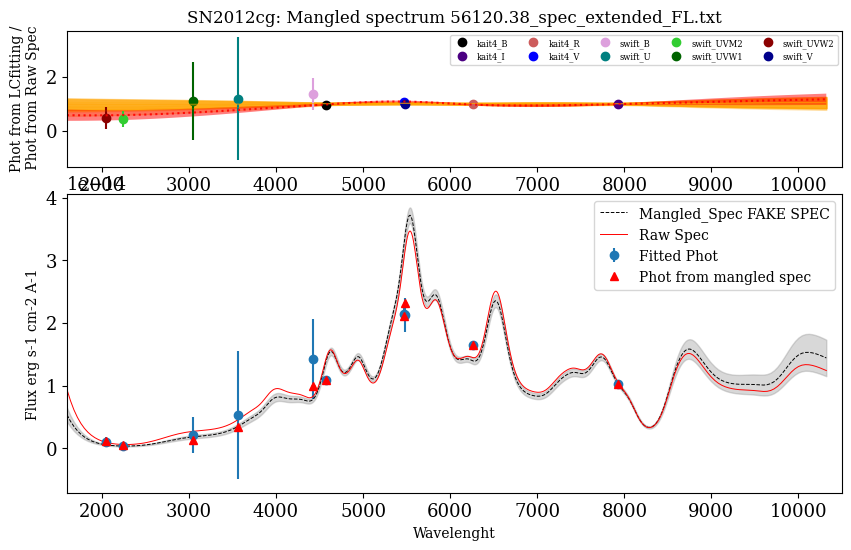 SN2012cg: Mangled spectrum 56120.38_spec_extended_FL.txt
Phot from LCfitting /
Phot from Raw Spec
2
0
kait4_B kait4_R swift_B swift_UVM2 swift_UVW2
kait4_I kait4_V swift_U swift_UVW1 swift_V
2000 3000 4000 5000 6000 7000 8000 9000 10000
1e−14
Flux erg s-1 cm-2 A-1
4
3
2
1
0
Mangled_Spec FAKE SPEC
Raw Spec
Fitted Phot
Phot from mangled spec
2000 3000 4000 5000 6000 7000 8000 9000 10000
Wavelenght